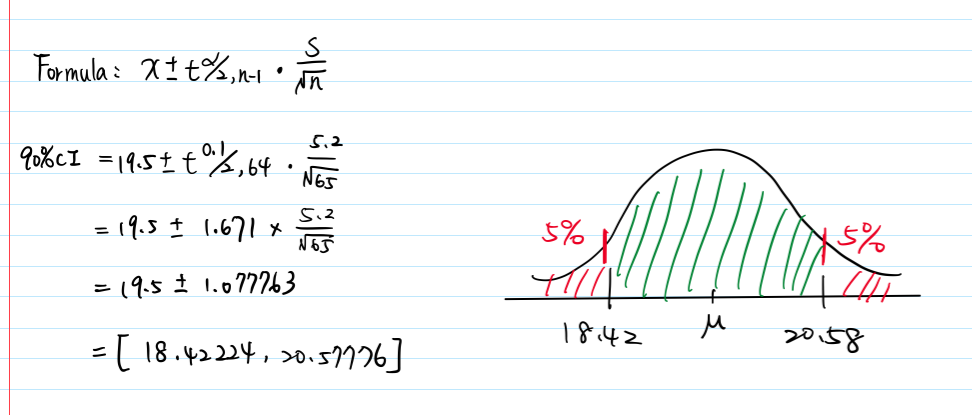 Formula: x ± t α/2, n-1 · S/√n
90% CI = 19.5 ± t 0.1/2, 64 · 5.2/√65
= 19.5 ± 1.671 × 5.2/√65
= 19.5 ± 1.077763
= [18.42224, 20.57776]
5% 5%
18.42 μ 20.58